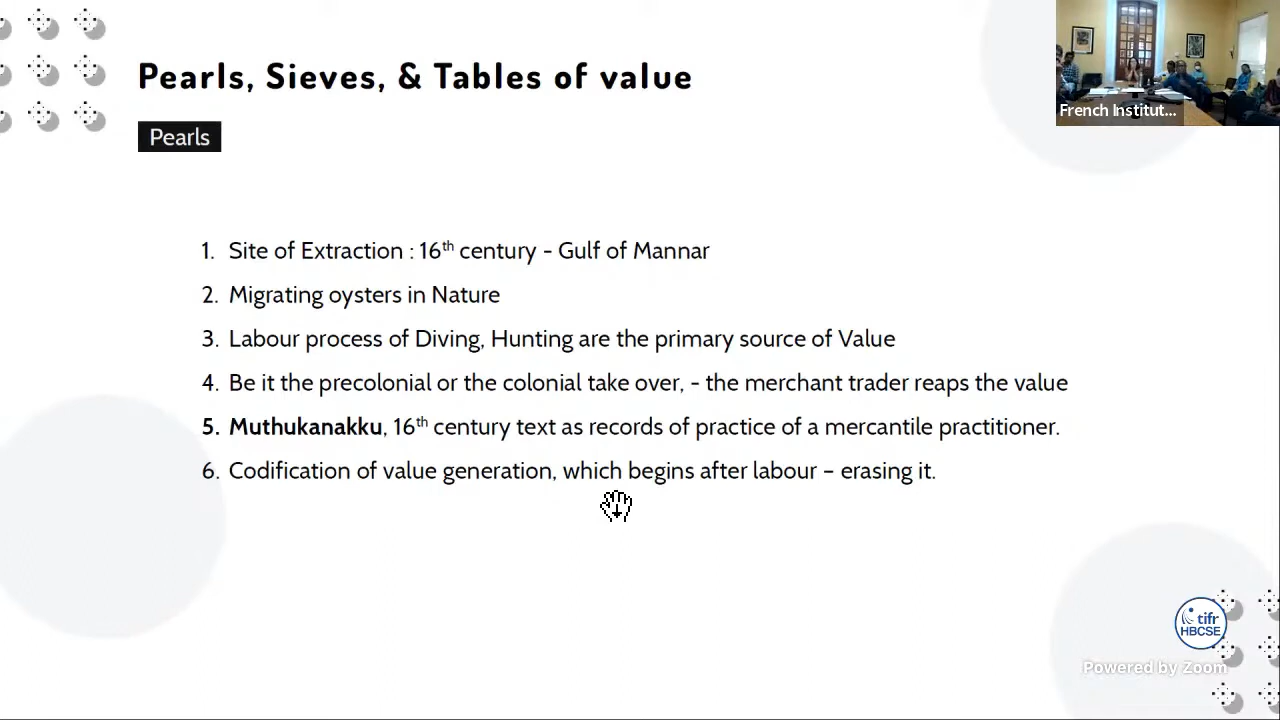 Pearls, Sieves, & Tables of value
French Institut...
Pearls
1. Site of Extraction : 16th century - Gulf of Mannar
2. Migrating oysters in Nature
3. Labour process of Diving, Hunting are the primary source of Value
4. Be it the precolonial or the colonial take over, - the merchant trader reaps the value
5. Muthukanakku, 16th century text as records of practice of a mercantile practitioner.
6. Codification of value generation, which begins after labour – erasing it.
tifr
HBCSE
Powered by Zoom